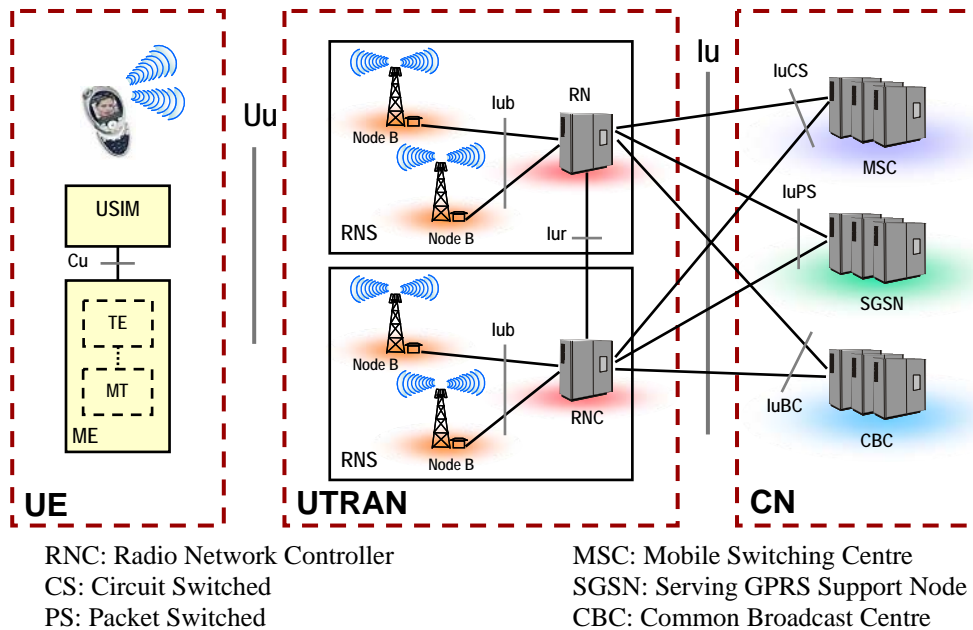 Uu
Iu
USIM
Cu
TE
MT
ME
UE
Node B
Iub
RN
Node B
RNS
Iur
Node B
Iub
RNC
Node B
RNS
UTRAN
IuCS
MSC
IuPS
SGSN
IuBC
CBC
CN
RNC: Radio Network Controller
CS: Circuit Switched
PS: Packet Switched
MSC: Mobile Switching Centre
SGSN: Serving GPRS Support Node
CBC: Common Broadcast Centre